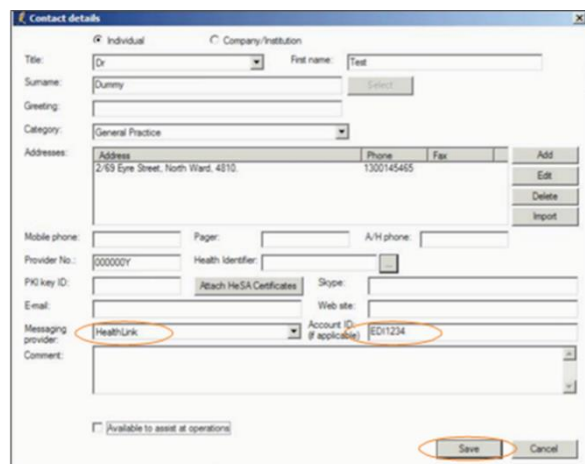 Contact details
Individual Company/Institution
Title: Dr First name: Test
Surname: Dummy Select
Greeting:
Category: General Practice
Addresses: Address Phone Fax Add
2/69 Eyre Street, North Ward, 4810. 1300145465
Edit
Delete
Import
Mobile phone: Pager: A/H phone:
Provider No.: 000000Y Health Identifier: ...
PKI key ID: Attach HeSA Certificates Skype:
E-mail: Web site:
Messaging provider: HealthLink Account ID (if applicable) EDI1234
Comment:
Available to assist at operations
Save Cancel